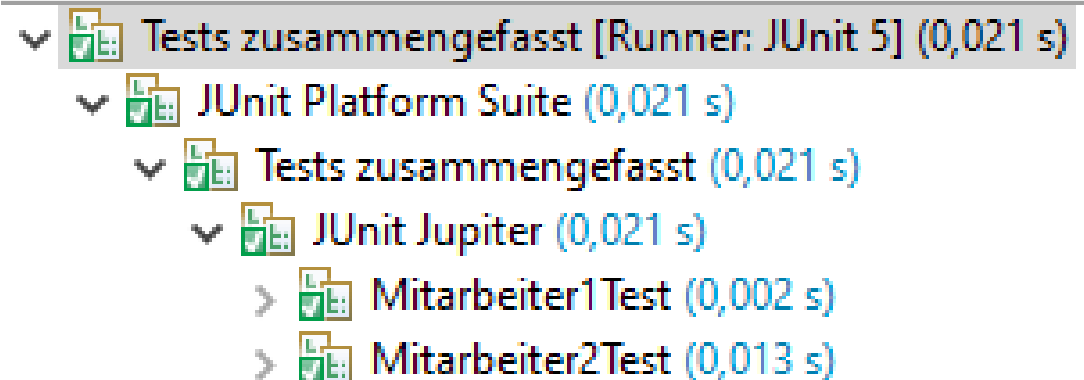 Tests zusammengefasst [Runner: JUnit 5] (0,021 s)
JUnit Platform Suite (0,021 s)
Tests zusammengefasst (0,021 s)
JUnit Jupiter (0,021 s)
Mitarbeiter1Test (0,002 s)
Mitarbeiter2Test (0,013 s)